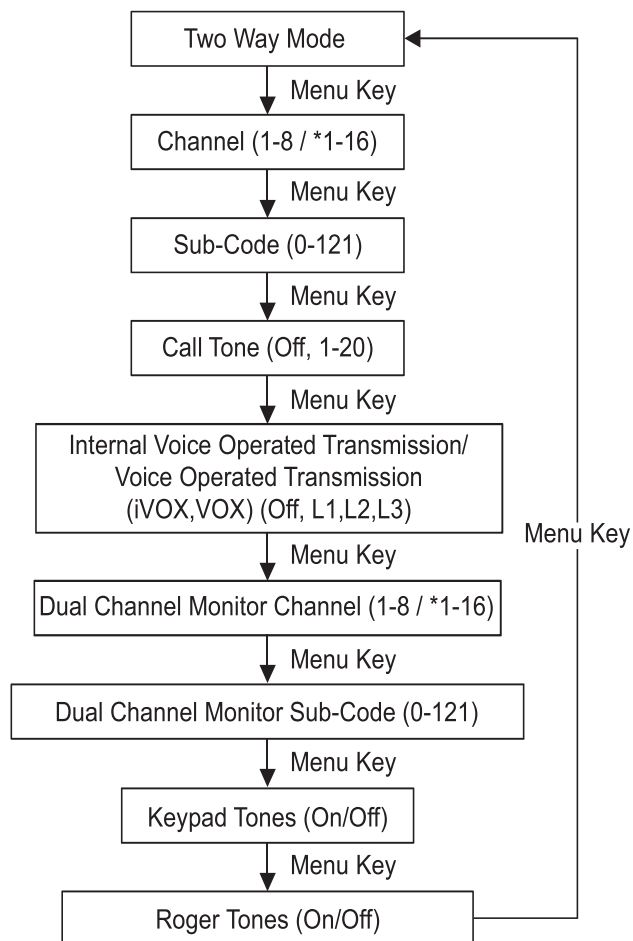 Two Way Mode
Menu Key
Channel (1-8 / *1-16)
Menu Key
Sub-Code (0-121)
Menu Key
Call Tone (Off, 1-20)
Menu Key
Internal Voice Operated Transmission/
Voice Operated Transmission
(iVOX,VOX) (Off, L1,L2,L3)
Menu Key
Menu Key
Dual Channel Monitor Channel (1-8 / *1-16)
Menu Key
Dual Channel Monitor Sub-Code (0-121)
Menu Key
Keypad Tones (On/Off)
Menu Key
Roger Tones (On/Off)